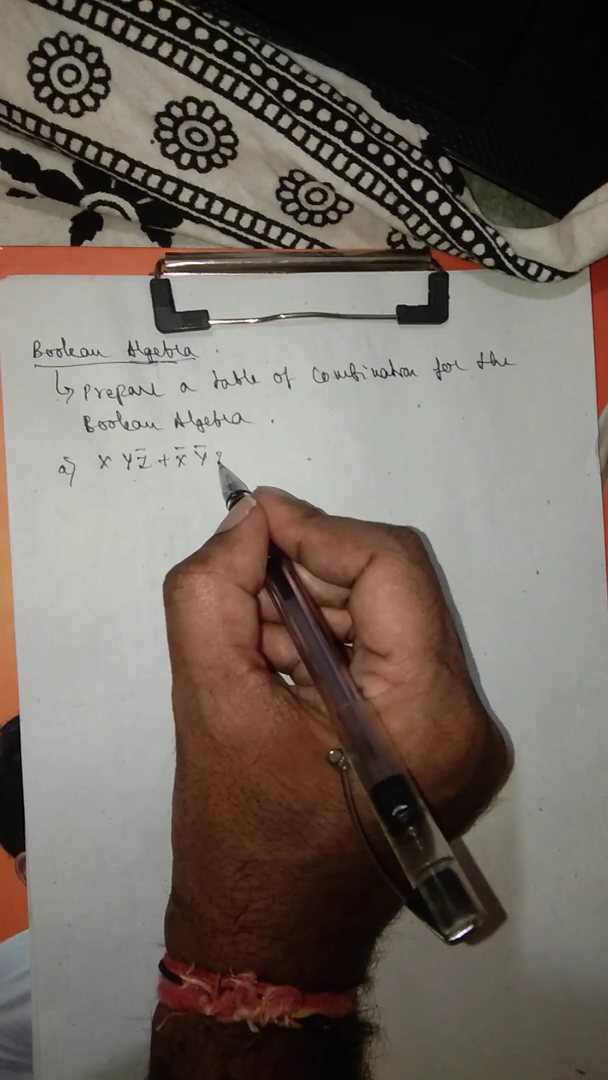 Boolean Algebra.
↳ Prepare a table of combination for the
Boolean Algebra.
a) X Y Z̅ + X̅ Y̅